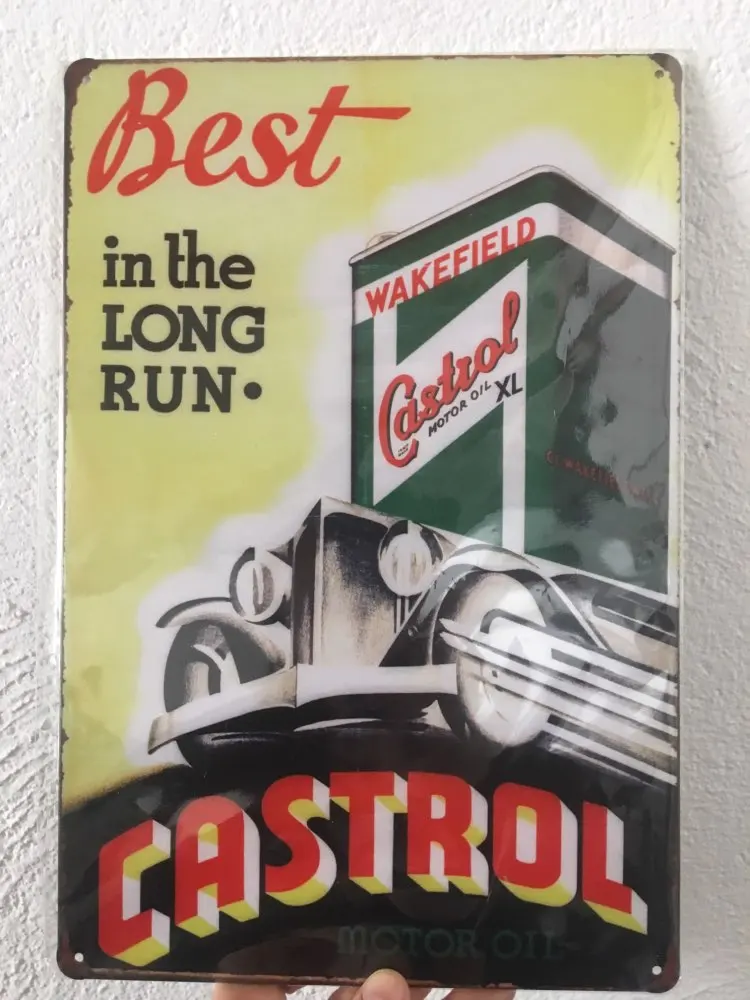 Best
in the
LONG
RUN•
WAKEFIELD
Castrol
MOTOR OIL XL
CASTROL
MOTOR OIL